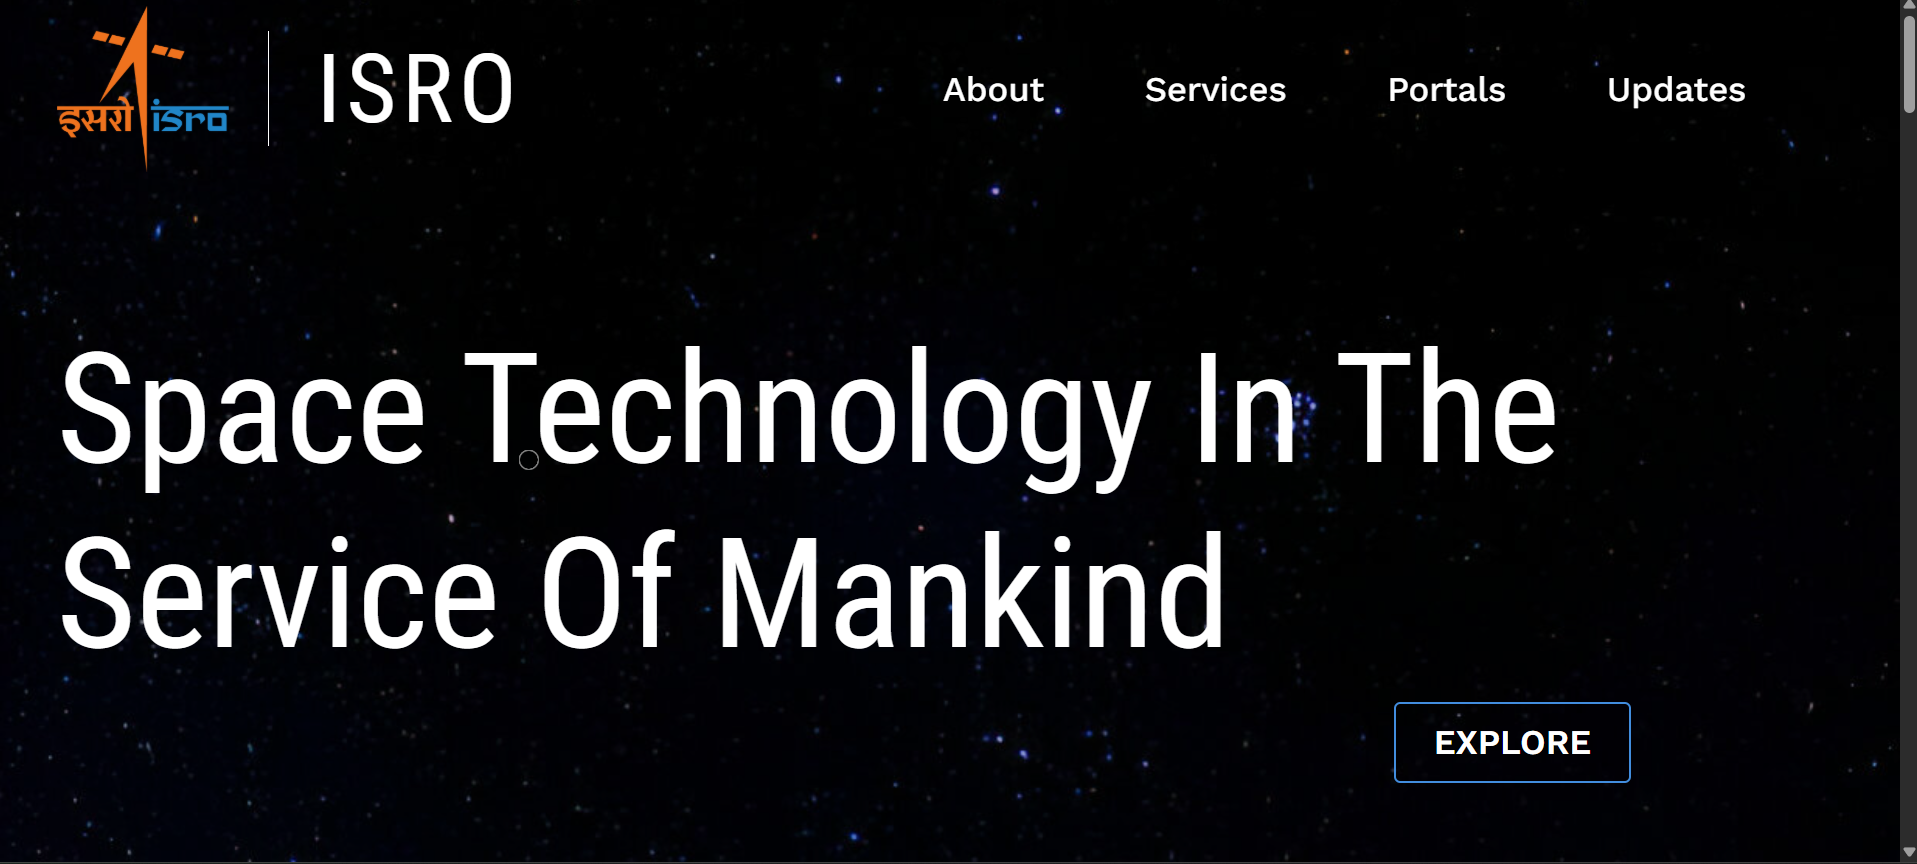 इसरो isro
ISRO
About Services Portals Updates
Space Technology In The
Service Of Mankind
EXPLORE